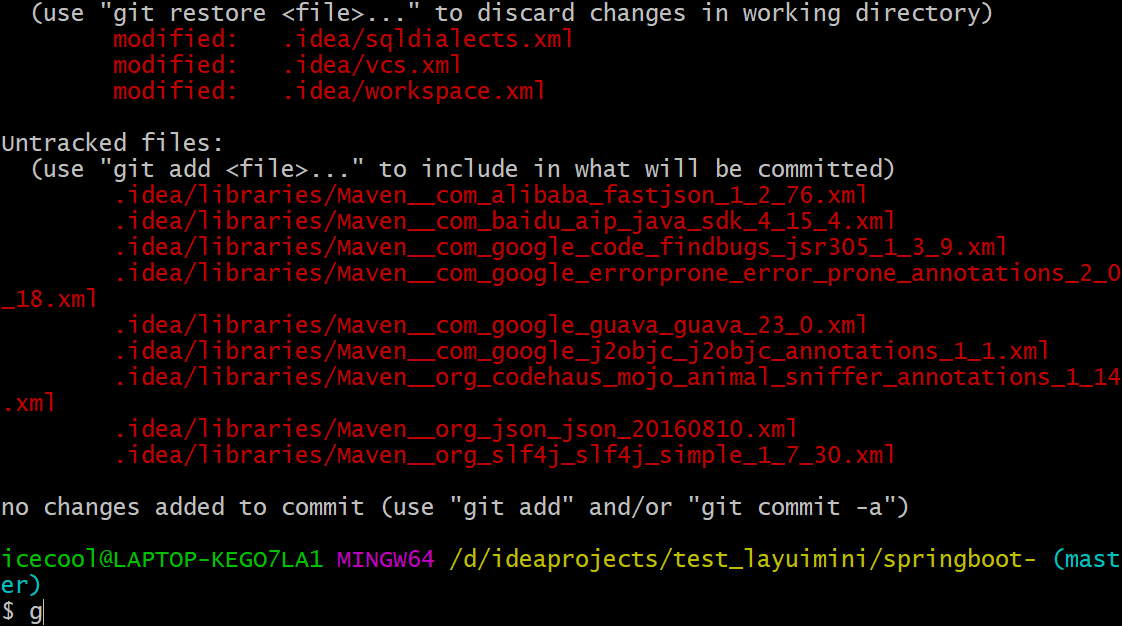 (use "git restore <file>..." to discard changes in working directory)
modified:   .idea/sqldialects.xml
modified:   .idea/vcs.xml
modified:   .idea/workspace.xml
Untracked files:
(use "git add <file>..." to include in what will be committed)
.idea/libraries/Maven__com_alibaba_fastjson_1_2_76.xml
.idea/libraries/Maven__com_baidu_aip_java_sdk_4_15_4.xml
.idea/libraries/Maven__com_google_code_findbugs_jsr305_1_3_9.xml
.idea/libraries/Maven__com_google_errorprone_error_prone_annotations_2_0
_18.xml
.idea/libraries/Maven__com_google_guava_guava_23_0.xml
.idea/libraries/Maven__com_google_j2objc_j2objc_annotations_1_1.xml
.idea/libraries/Maven__org_codehaus_mojo_animal_sniffer_annotations_1_14
.xml
.idea/libraries/Maven__org_json_json_20160810.xml
.idea/libraries/Maven__org_slf4j_slf4j_simple_1_7_30.xml
no changes added to commit (use "git add" and/or "git commit -a")
icecool@LAPTOP-KEGO7LA1 MINGW64 /d/ideaprojects/test_layuimini/springboot- (mast
er)
$ g